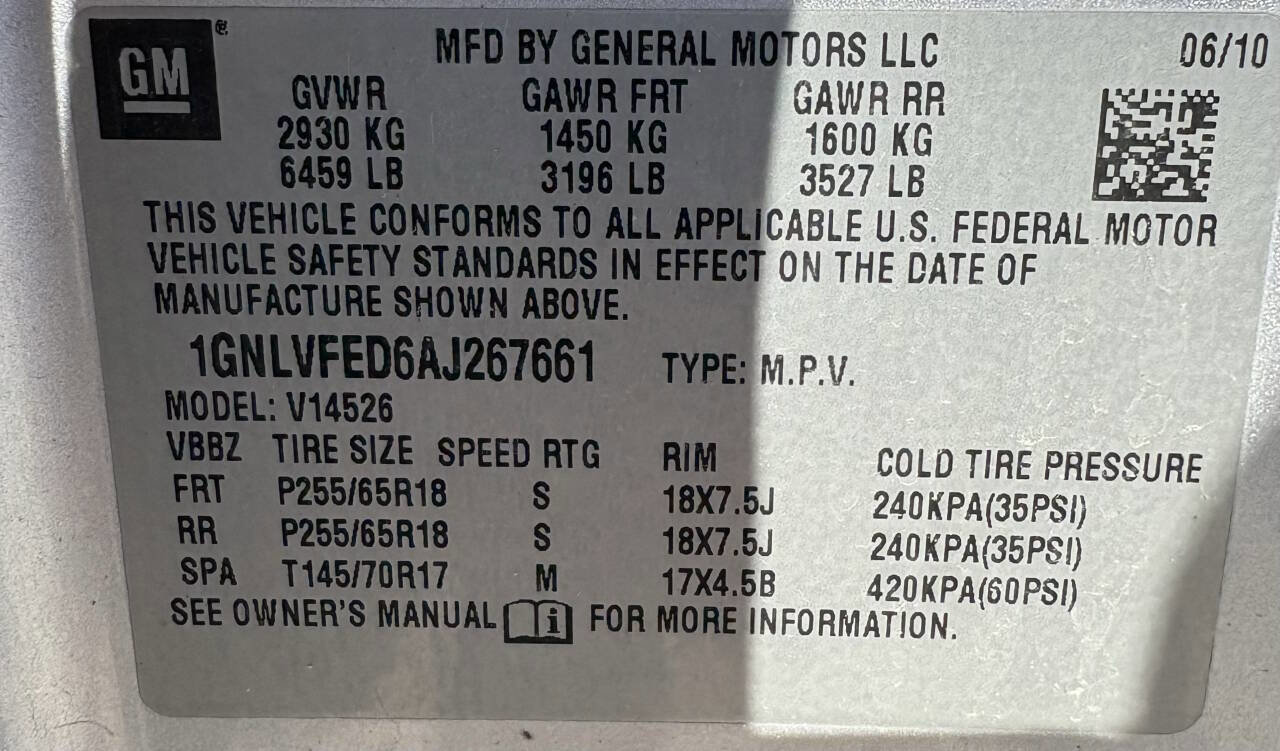 GM
MFD BY GENERAL MOTORS LLC 06/10
GVWR GAWR FRT GAWR RR
2930 KG 1450 KG 1600 KG
6459 LB 3196 LB 3527 LB
THIS VEHICLE CONFORMS TO ALL APPLICABLE U.S. FEDERAL MOTOR
VEHICLE SAFETY STANDARDS IN EFFECT ON THE DATE OF
MANUFACTURE SHOWN ABOVE.
1GNLVFED6AJ267661 TYPE: M.P.V.
MODEL: V14526
VBBZ TIRE SIZE SPEED RTG RIM COLD TIRE PRESSURE
FRT P255/65R18 S 18X7.5J 240KPA(35PSI)
RR P255/65R18 S 18X7.5J 240KPA(35PSI)
SPA T145/70R17 M 17X4.5B 420KPA(60PSI)
SEE OWNER'S MANUAL i FOR MORE INFORMATION.